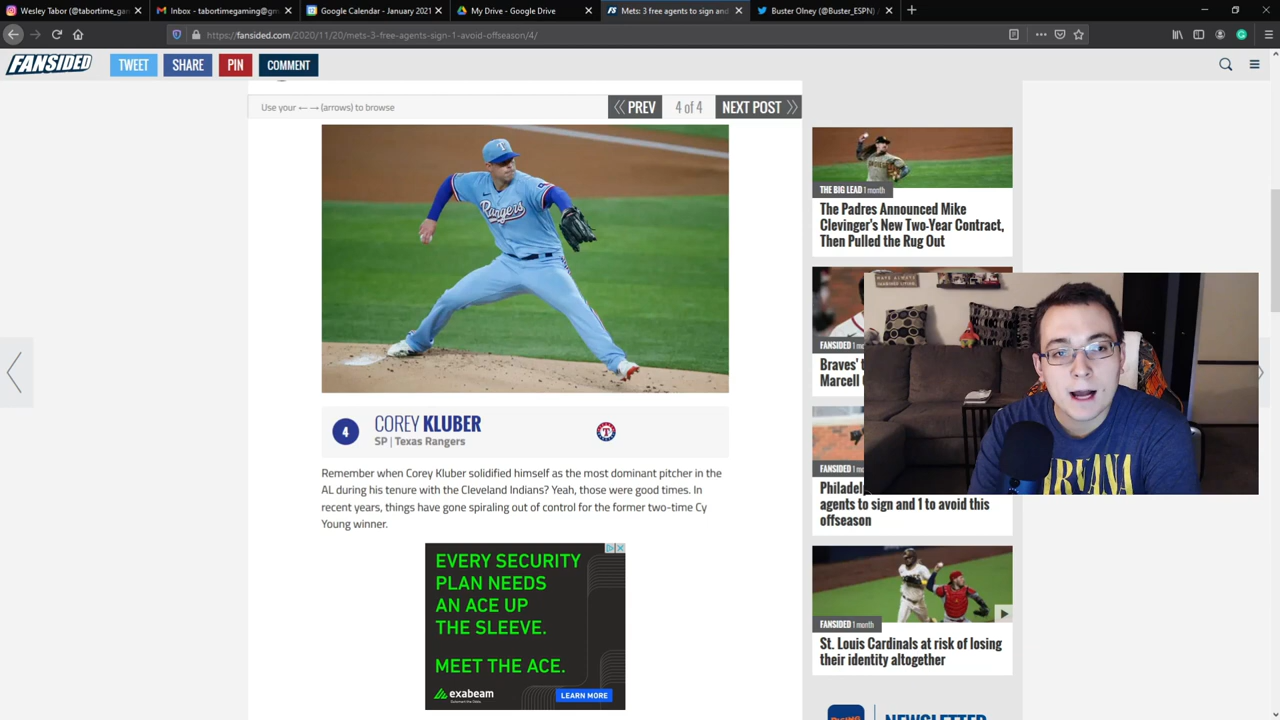 Wesley Tabor (@tabortime_ga
Inbox - tabortimegaming@gm
Google Calendar - January 2021
My Drive - Google Drive
Mets: 3 free agents to sign and
Buster Olney (@Buster_ESPN) /
https://fansided.com/2020/11/20/mets-3-free-agents-sign-1-avoid-offseason/4/
FANSIDED
TWEET
SHARE
PIN
COMMENT
Use your ←→ (arrows) to browse
PREV
4 of 4
NEXT POST
Rangers
4
COREY KLUBER
SP | Texas Rangers
Remember when Corey Kluber solidified himself as the most dominant pitcher in the
AL during his tenure with the Cleveland Indians? Yeah, those were good times. In
recent years, things have gone spiraling out of control for the former two-time Cy
Young winner.
EVERY SECURITY
PLAN NEEDS
AN ACE UP
THE SLEEVE.
MEET THE ACE.
exabeam
LEARN MORE
THE BIG LEAD 1 month
The Padres Announced Mike
Clevinger's New Two-Year Contract,
Then Pulled the Rug Out
FANSIDED 1 mo
Braves' t
Marcell
FANSIDED 1 m
Philadel
agents to sign and 1 to avoid this
offseason
FANSIDED 1 month
St. Louis Cardinals at risk of losing
their identity altogether
NEWSLETTER
IRVANA